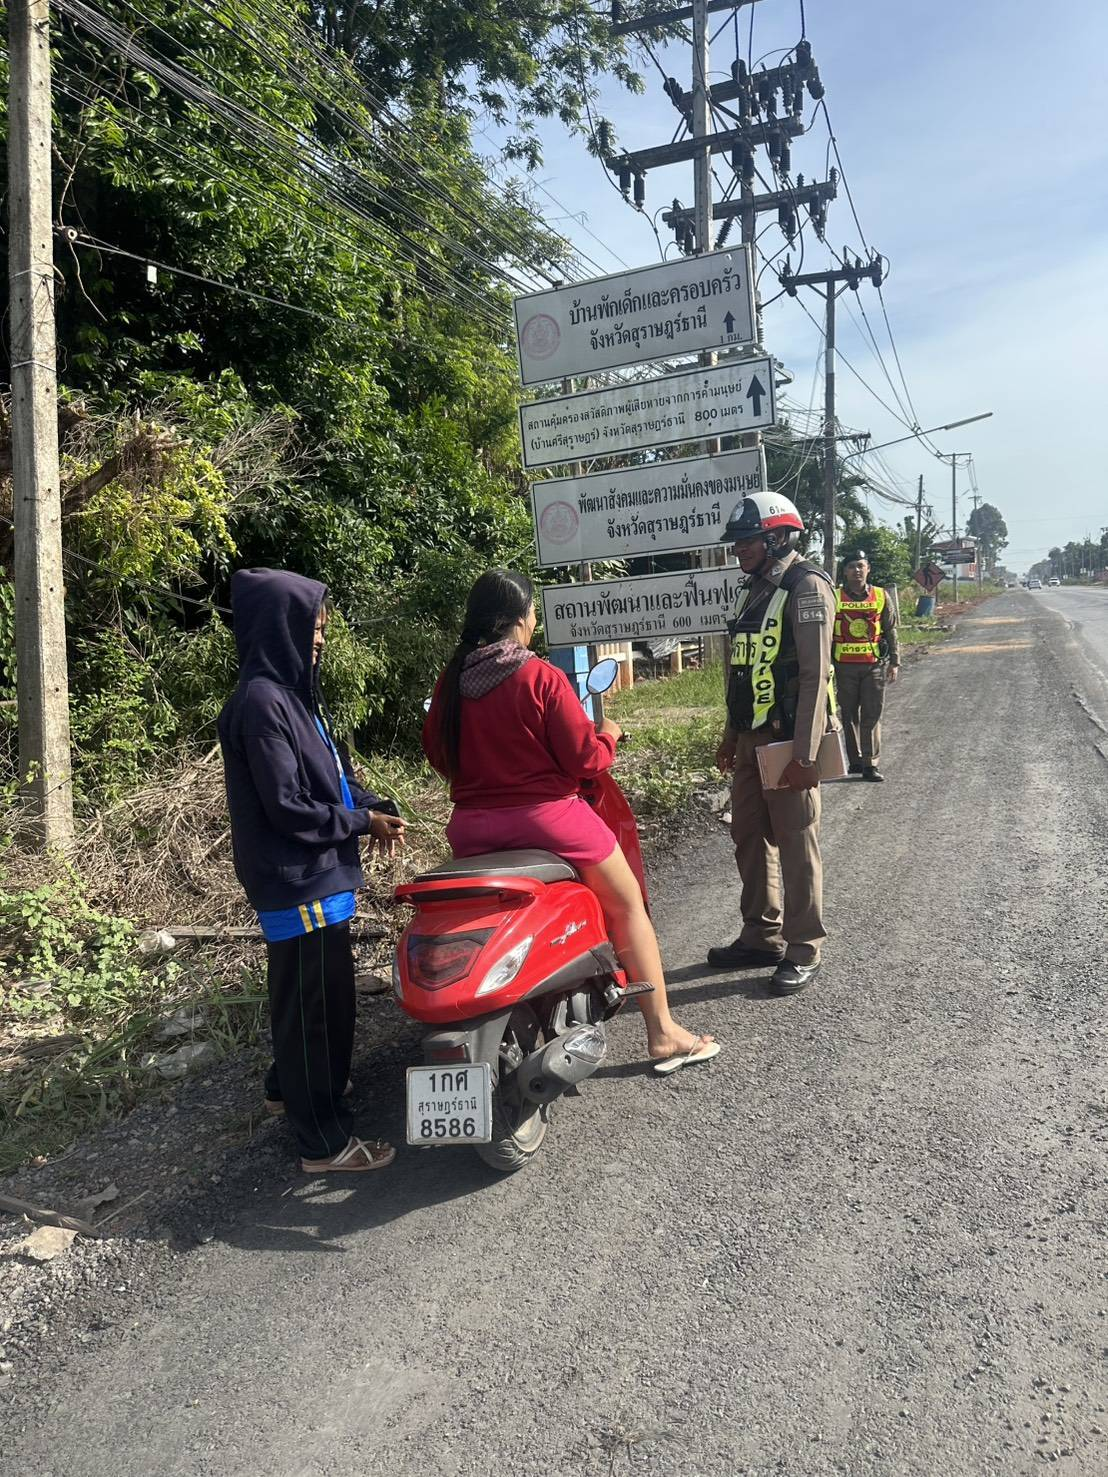 บ้านพักเด็กและครอบครัว
จังหวัดสุราษฎร์ธานี
1 กม.
สถานคุ้มครองสวัสดิภาพผู้เสียหายจากการค้ามนุษย์
(บ้านศรีสุราษฎร์) จังหวัดสุราษฎร์ธานี 800 เมตร
พัฒนาสังคมและความมั่นคงของมนุษย์
จังหวัดสุราษฎร์ธานี
สถานพัฒนาและฟื้นฟูเด็
จังหวัดสุราษฎร์ธานี 600 เมตร
614
614
POLICE
POLICE
ตำรวจ
1กศ
สุราษฎร์ธานี
8586